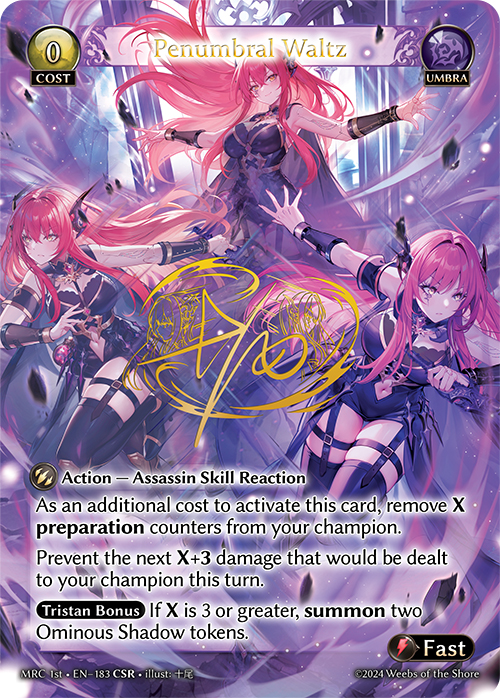 0
COST
Penumbral Waltz
UMBRA
Action — Assassin Skill Reaction
As an additional cost to activate this card, remove X
preparation counters from your champion.
Prevent the next X+3 damage that would be dealt
to your champion this turn.
Tristan Bonus If X is 3 or greater, summon two
Ominous Shadow tokens.
Fast
MRC 1st • EN-183 CSR • illust: 十尾
©2024 Weebs of the Shore